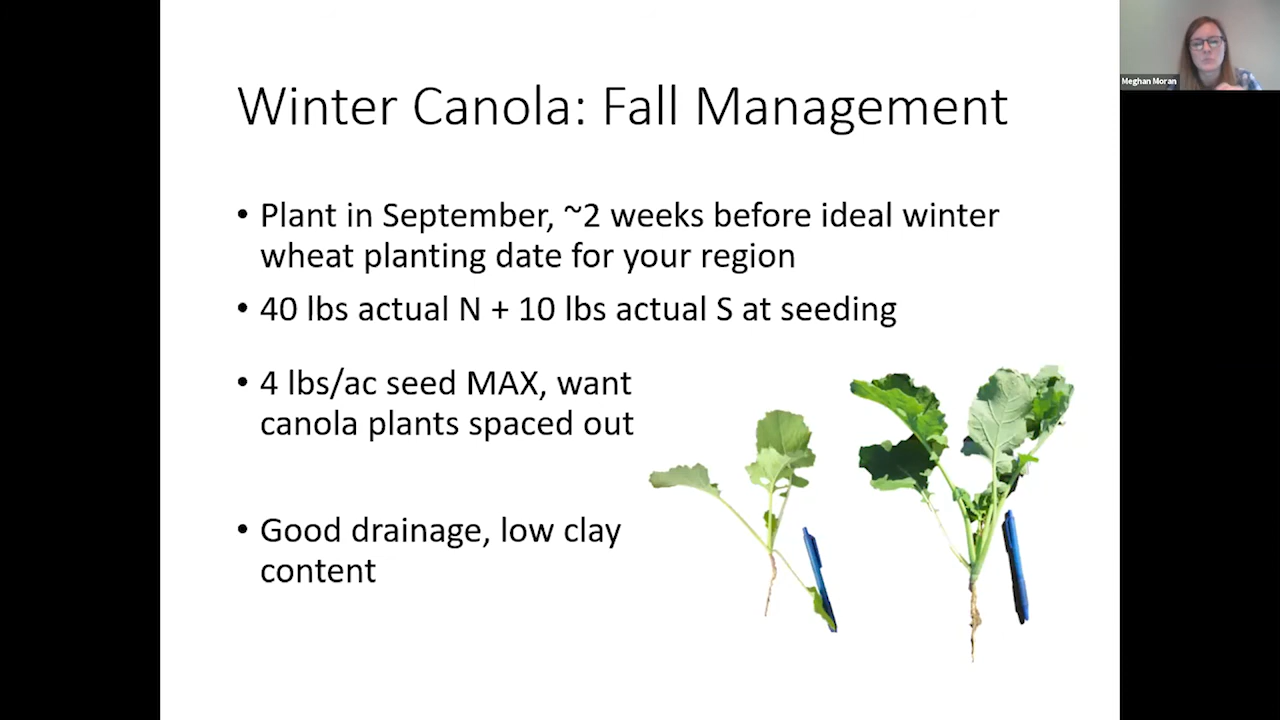 Winter Canola: Fall Management
• Plant in September, ~2 weeks before ideal winter
wheat planting date for your region
• 40 lbs actual N + 10 lbs actual S at seeding
• 4 lbs/ac seed MAX, want
canola plants spaced out
• Good drainage, low clay
content
Meghan Moran